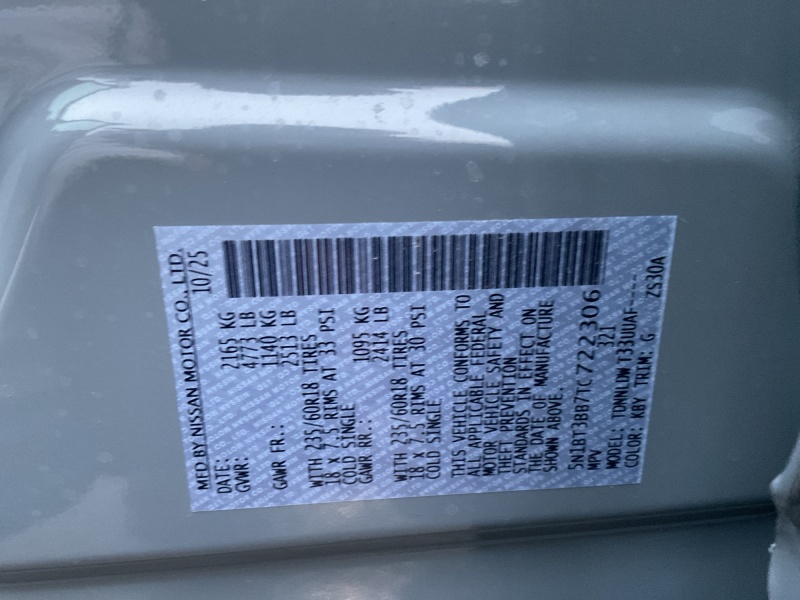 MFD BY NISSAN MOTOR CO., LTD.
DATE: 10/25
GVWR: 2165 KG
4773 LB
GAWR FR.: 1140 KG
2513 LB
WITH 235/60R18 TIRES
18 x 7.5 RIMS AT 33 PSI
COLD SINGLE
GAWR RR.: 1095 KG
2414 LB
WITH 235/60R18 TIRES
18 x 7.5 RIMS AT 30 PSI
COLD SINGLE
THIS VEHICLE CONFORMS TO
ALL APPLICABLE FEDERAL
MOTOR VEHICLE SAFETY AND
THEFT PREVENTION
STANDARDS IN EFFECT ON
THE DATE OF MANUFACTURE
SHOWN ABOVE.
5N1BT3BB7TC722306
MPV 321
MODEL: TDNNLDW T33UUAF----
COLOR: KBY TRIM: G ZS30A